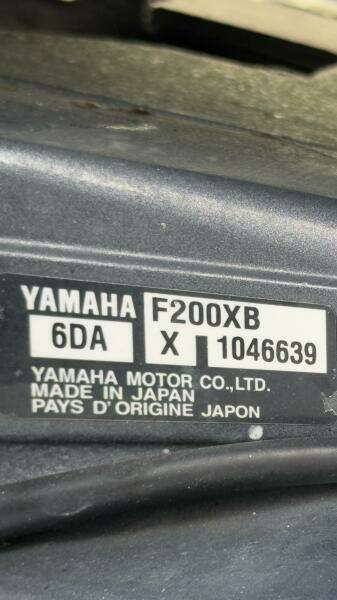 YAMAHA F200XB
6DA X 1046639
YAMAHA MOTOR CO.,LTD.
MADE IN JAPAN
PAYS D'ORIGINE JAPON